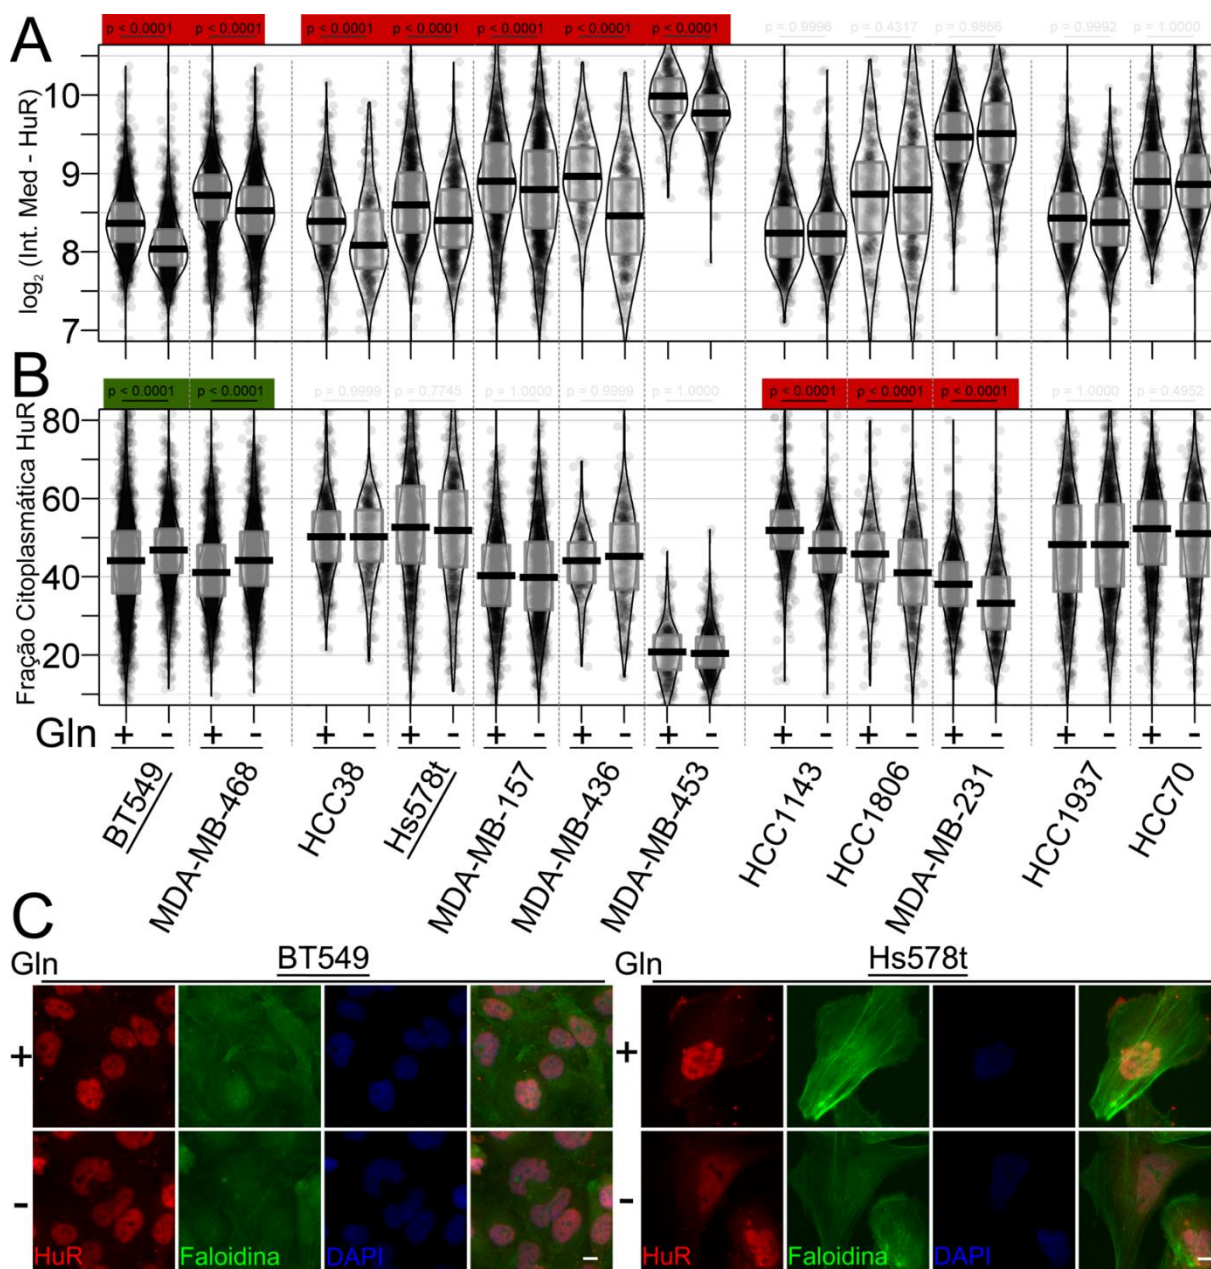 A
p < 0.0001 p < 0.0001 p < 0.0001 p < 0.0001 p < 0.0001 p < 0.0001 p < 0.0001 p = 0.9996 p = 0.4317 p = 0.9866 p = 0.9992 p = 1.0000
log₂ (Int. Med - HuR)
10
9
8
7
B
p < 0.0001 p < 0.0001 p = 0.9999 p = 0.7745 p = 1.0000 p = 0.9999 p = 1.0000 p < 0.0001 p < 0.0001 p < 0.0001 p = 1.0000 p = 0.4952
Fração Citoplasmática HuR
80
60
40
20
Gln + - + - + - + - + - + - + - + - + - + - + - + -
BT549
MDA-MB-468
HCC38
Hs578t
MDA-MB-157
MDA-MB-436
MDA-MB-453
HCC1143
HCC1806
MDA-MB-231
HCC1937
HCC70
C
Gln BT549 Gln Hs578t
+ +
- -
HuR Faloidina DAPI HuR Faloidina DAPI